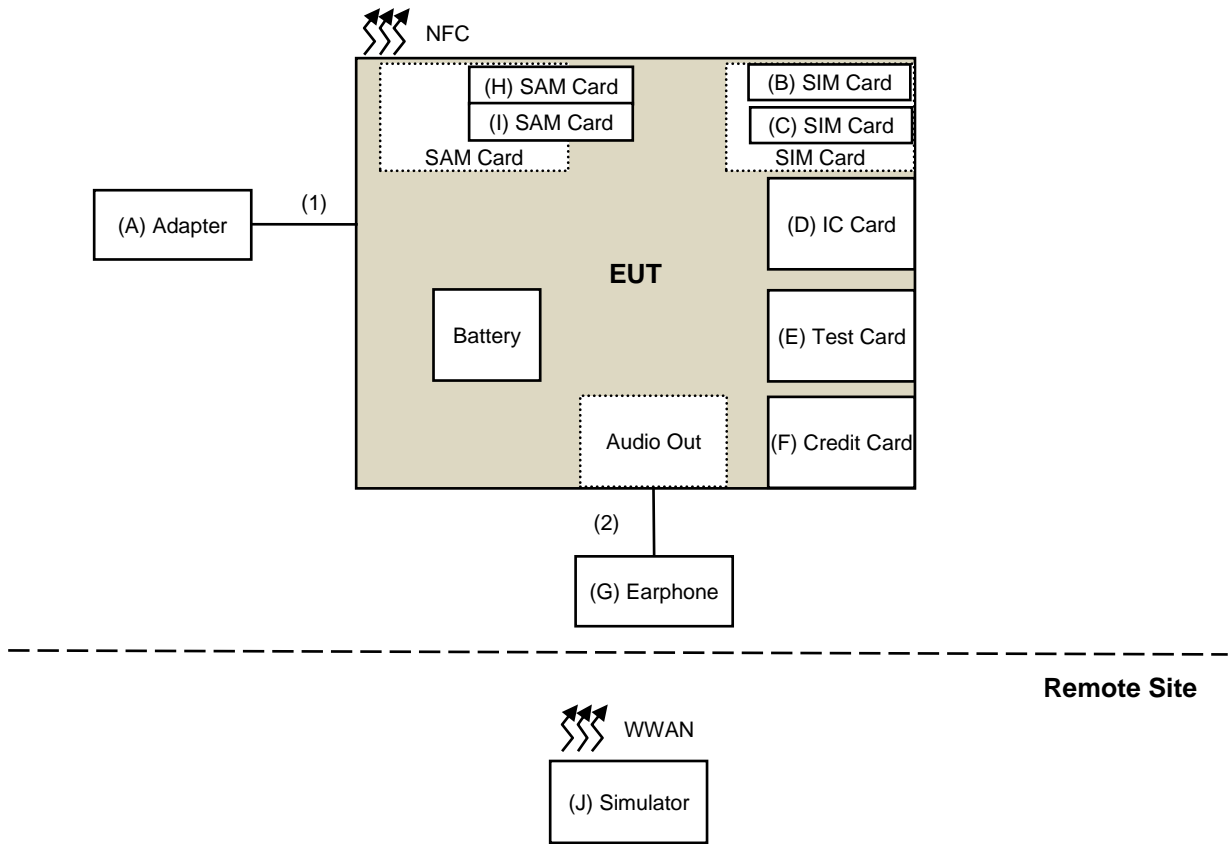 NFC
(H) SAM Card
(I) SAM Card
SAM Card
(B) SIM Card
(C) SIM Card
SIM Card
(A) Adapter
(1)
(D) IC Card
EUT
Battery
(E) Test Card
Audio Out
(F) Credit Card
(2)
(G) Earphone
Remote Site
WWAN
(J) Simulator